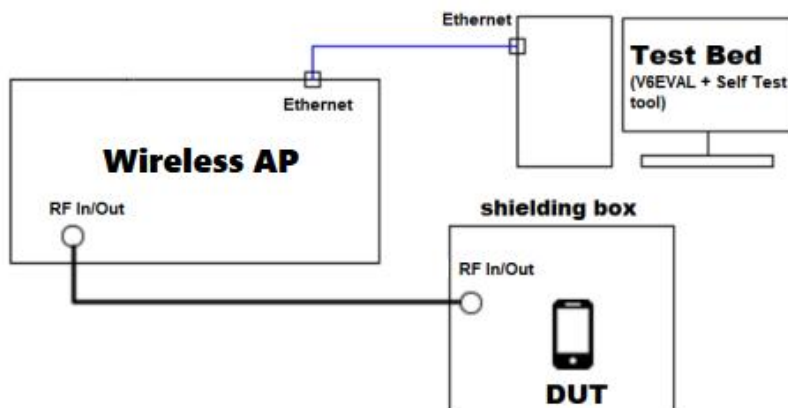 Ethernet
Test Bed
(V6EVAL + Self Test
tool)
Ethernet
Wireless AP
RF In/Out
shielding box
RF In/Out
DUT